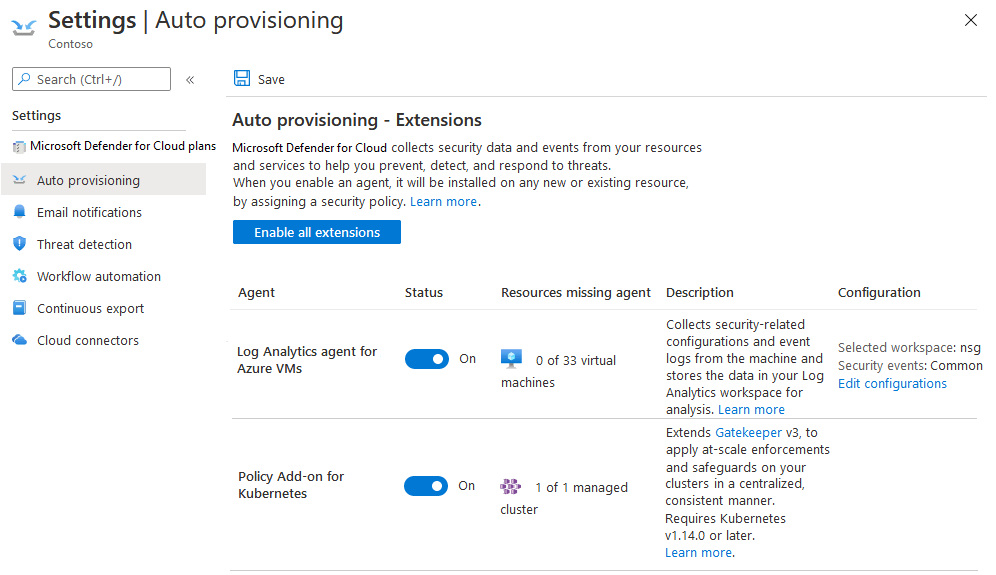 Settings | Auto provisioning
Contoso
Search (Ctrl+/)
«
Save
Settings
Microsoft Defender for Cloud plans
Auto provisioning
Email notifications
Threat detection
Workflow automation
Continuous export
Cloud connectors
Auto provisioning - Extensions
Microsoft Defender for Cloud collects security data and events from your resources
and services to help you prevent, detect, and respond to threats.
When you enable an agent, it will be installed on any new or existing resource,
by assigning a security policy. Learn more.
Enable all extensions
Agent
Status
Resources missing agent
Description
Configuration
Log Analytics agent for
Azure VMs
On
0 of 33 virtual
machines
Collects security-related
configurations and event
logs from the machine and
stores the data in your Log
Analytics workspace for
analysis. Learn more
Selected workspace: nsg
Security events: Common
Edit configurations
Policy Add-on for
Kubernetes
On
1 of 1 managed
cluster
Extends Gatekeeper v3, to
apply at-scale enforcements
and safeguards on your
clusters in a centralized,
consistent manner.
Requires Kubernetes
v1.14.0 or later.
Learn more.